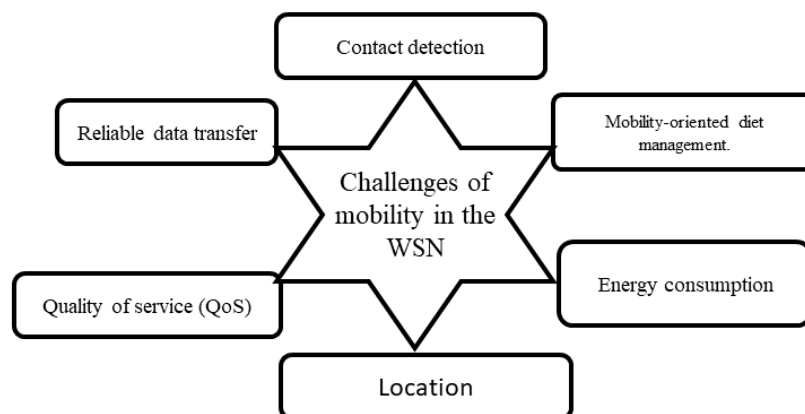 Contact detection
Reliable data transfer
Mobility-oriented diet
management.
Challenges of
mobility in the
WSN
Quality of service (QoS)
Energy consumption
Location